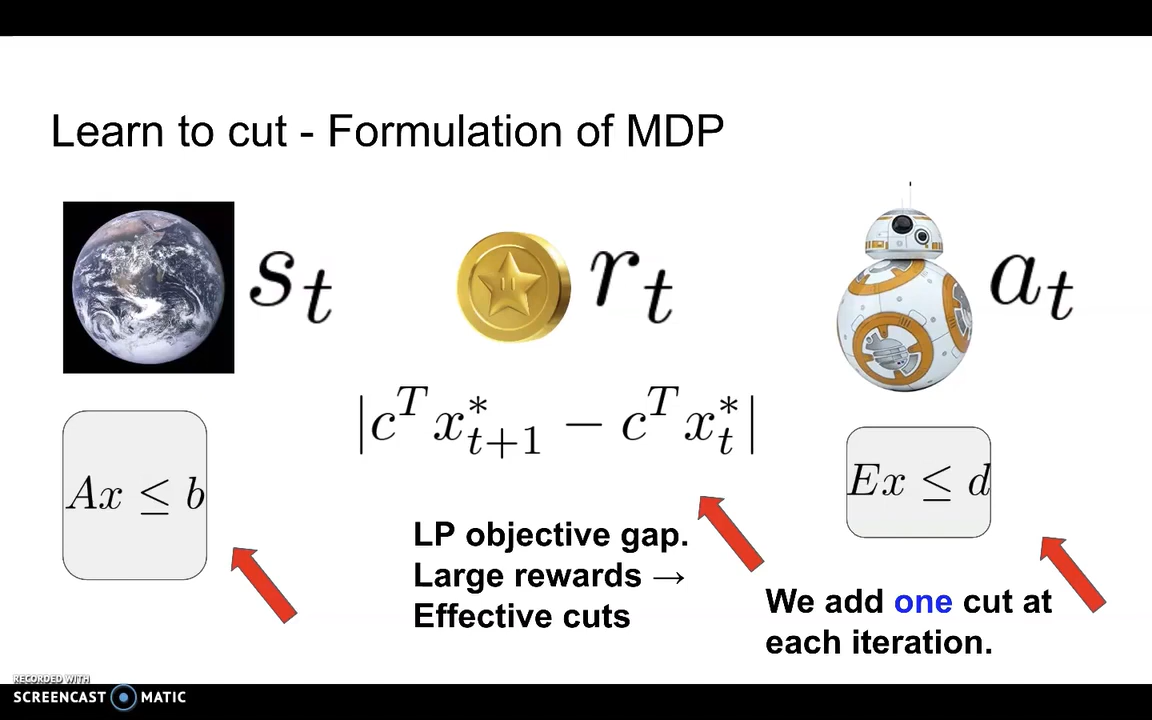 Learn to cut - Formulation of MDP
s_t
r_t
a_t
|c^T x^*_{t+1} − c^T x^*_t|
Ax ≤ b
Ex ≤ d
LP objective gap.
Large rewards →
Effective cuts
We add one cut at
each iteration.
RECORDED WITH
SCREENCAST MATIC